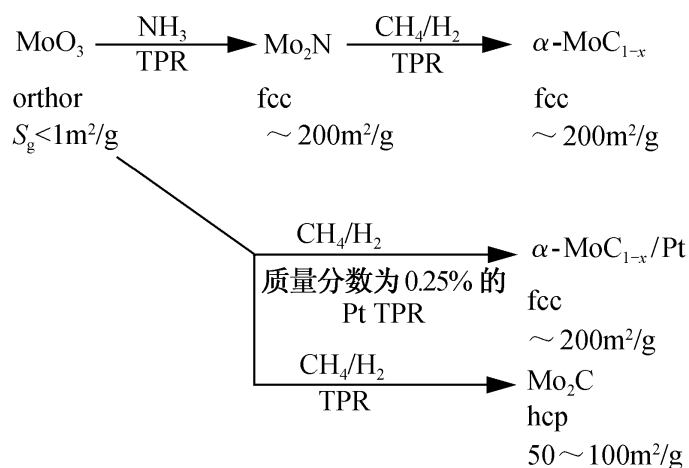 MoO₃ NH₃ Mo₂N CH₄/H₂ α-MoC₁₋ₓ
TPR TPR
orthor fcc fcc
Sg<1m²/g ~200m²/g ~200m²/g
CH₄/H₂ α-MoC₁₋ₓ/Pt
质量分数为0.25%的
Pt TPR
fcc
~200m²/g
CH₄/H₂ Mo₂C
TPR
hcp
50~100m²/g